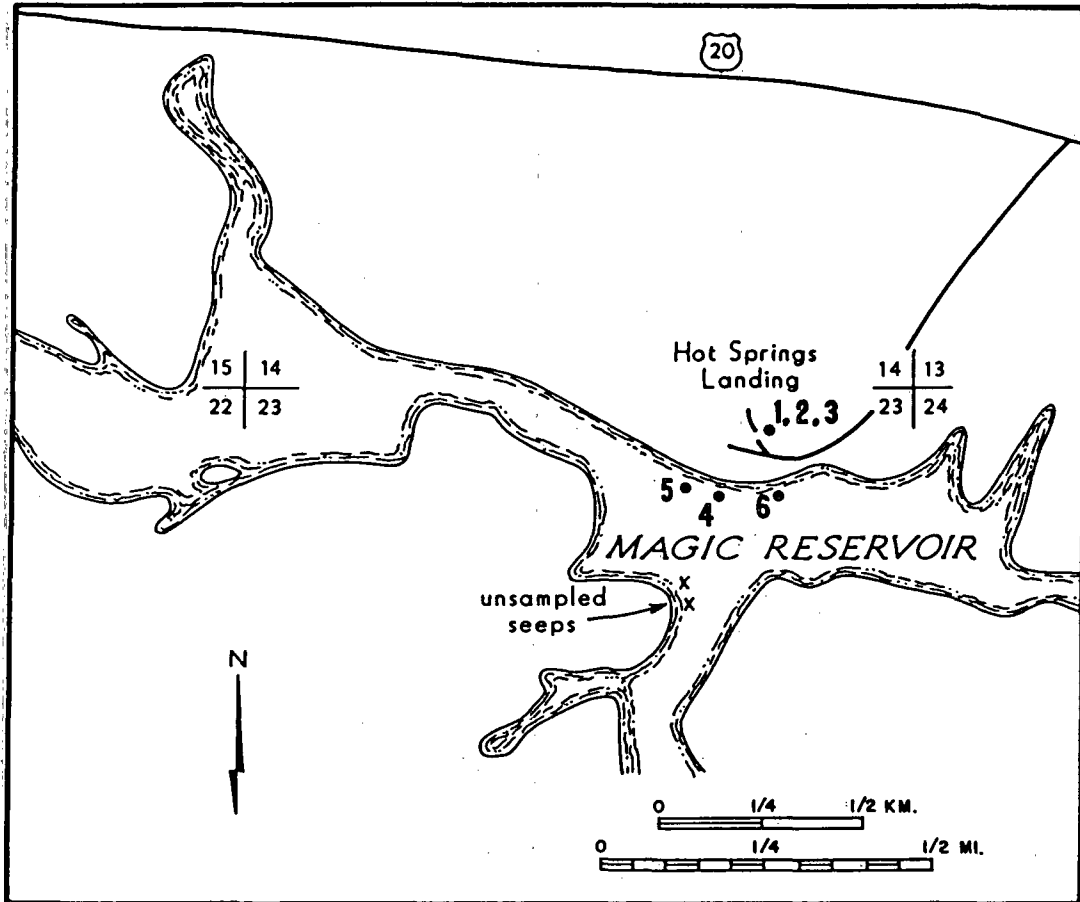 20
Hot Springs
Landing
15 14
22 23
14 13
23 24
1,2,3
5
4
6
MAGIC RESERVOIR
x
x
unsampled
seeps
N
0 1/4 1/2 KM.
0 1/4 1/2 MI.